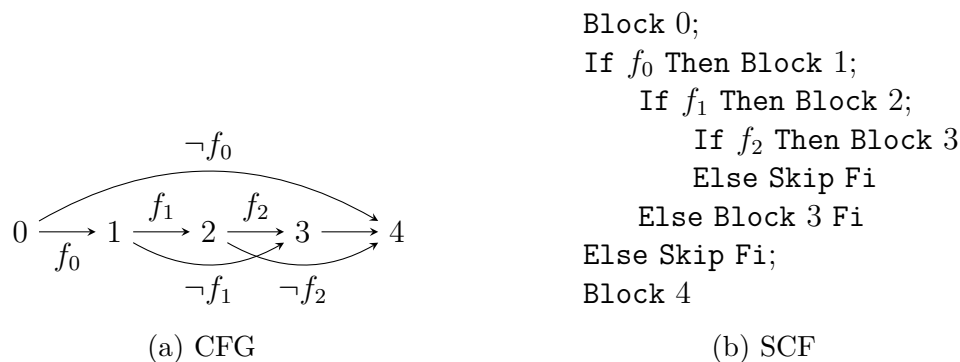 ¬f₀
0 1 2 3 4
f₀ f₁ f₂
¬f₁ ¬f₂
(a) CFG
Block 0;
If f₀ Then Block 1;
If f₁ Then Block 2;
If f₂ Then Block 3
Else Skip Fi
Else Block 3 Fi
Else Skip Fi;
Block 4
(b) SCF